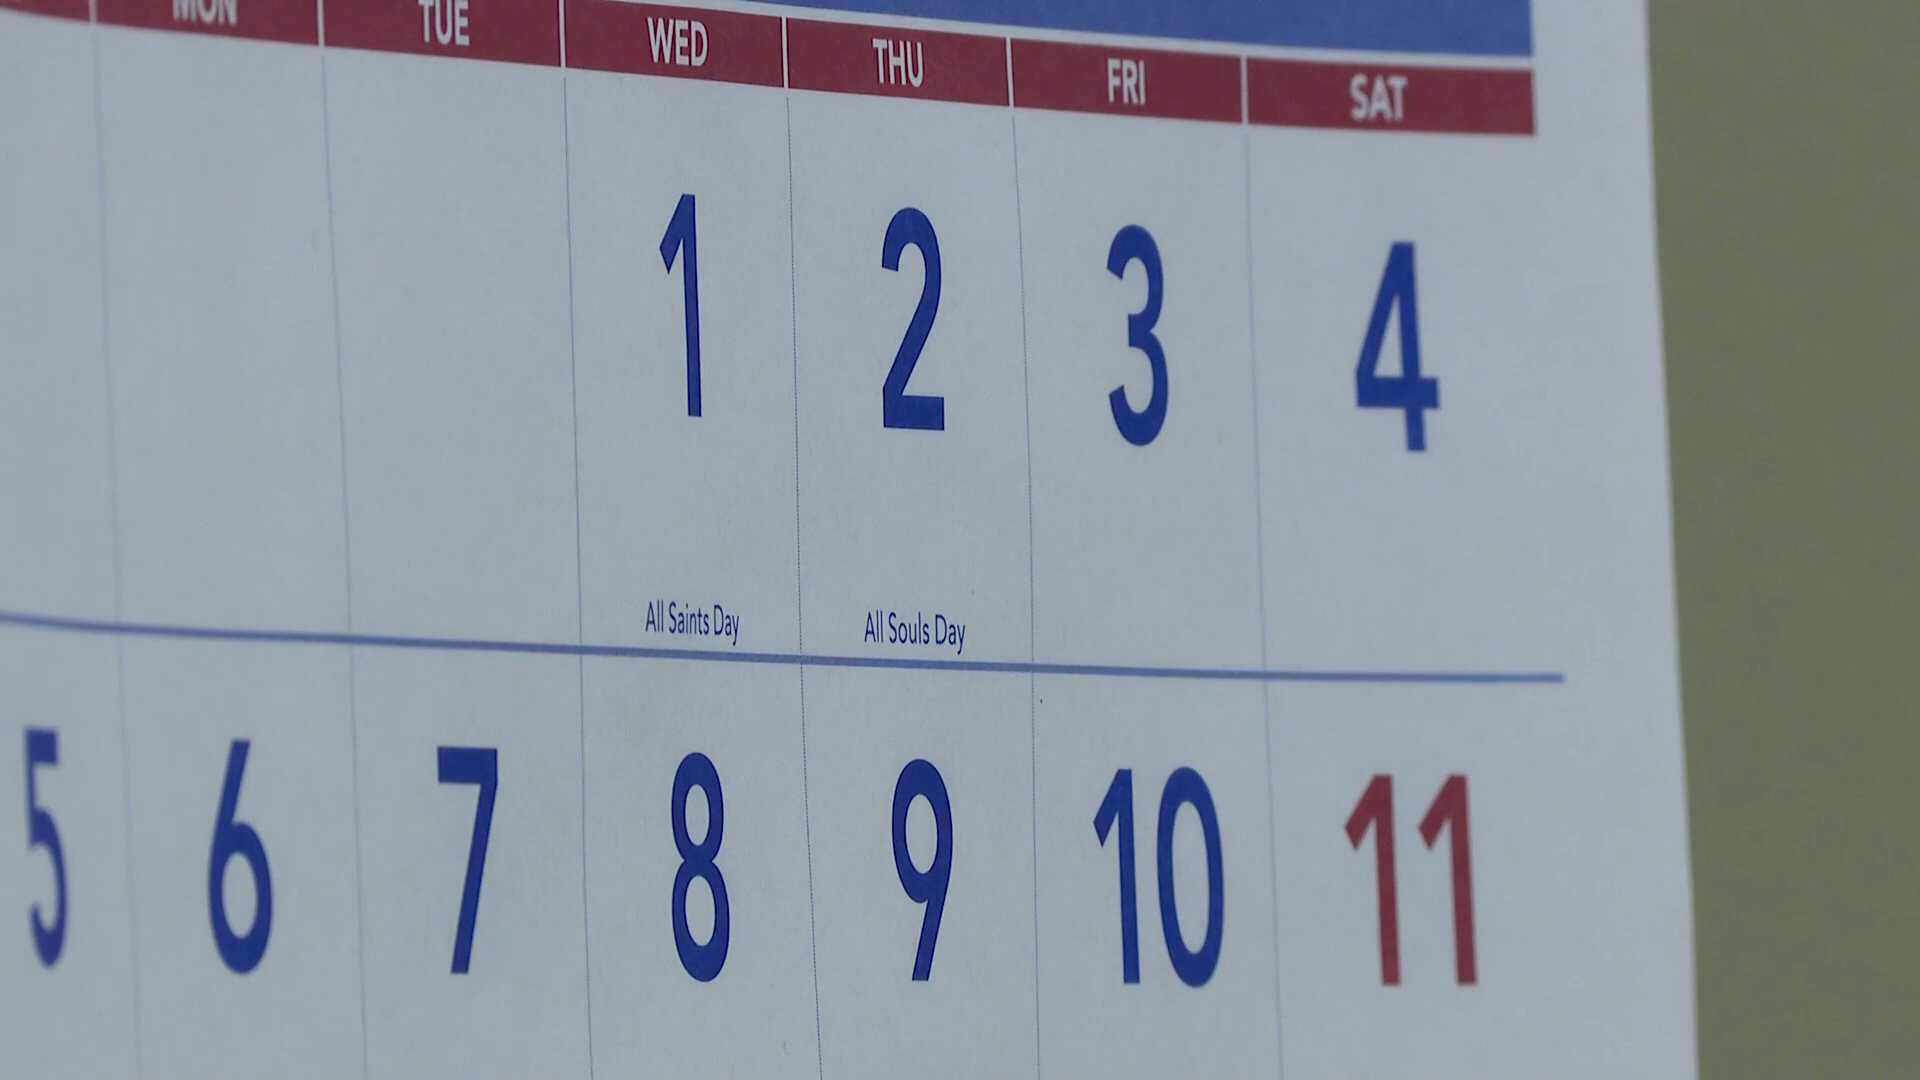 MON TUE WED THU FRI SAT
1 2 3 4
All Saints Day All Souls Day
5 6 7 8 9 10 11